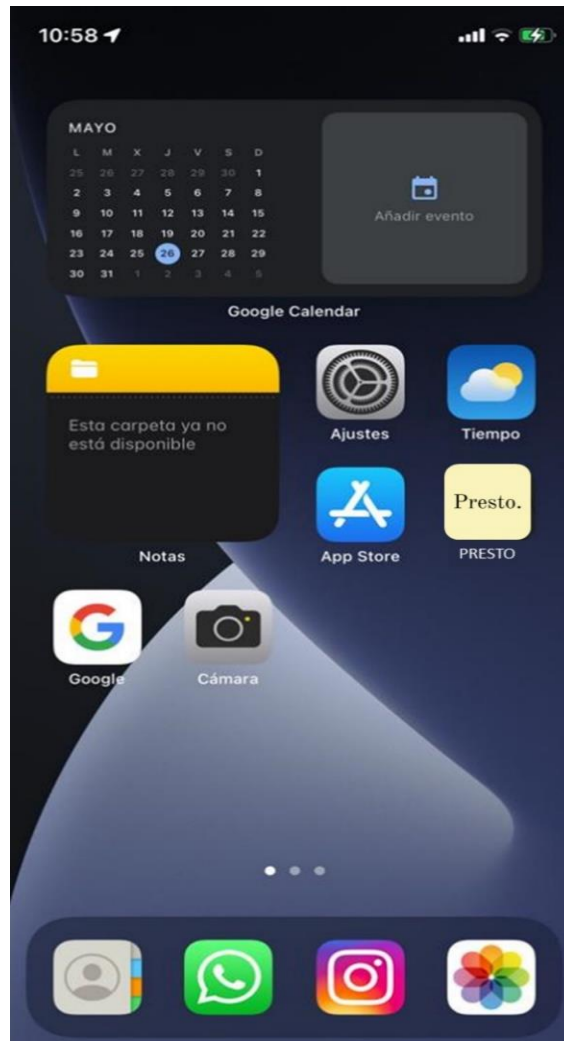 10:58
MAYO
L M X J V S D
25 26 27 28 29 30 1
2 3 4 5 6 7 8
9 10 11 12 13 14 15
16 17 18 19 20 21 22
23 24 25 26 27 28 29
30 31 1 2 3 4 5
Añadir evento
Google Calendar
Esta carpeta ya no
está disponible
Notas
Ajustes
Tiempo
App Store
Presto.
PRESTO
Google
Cámara